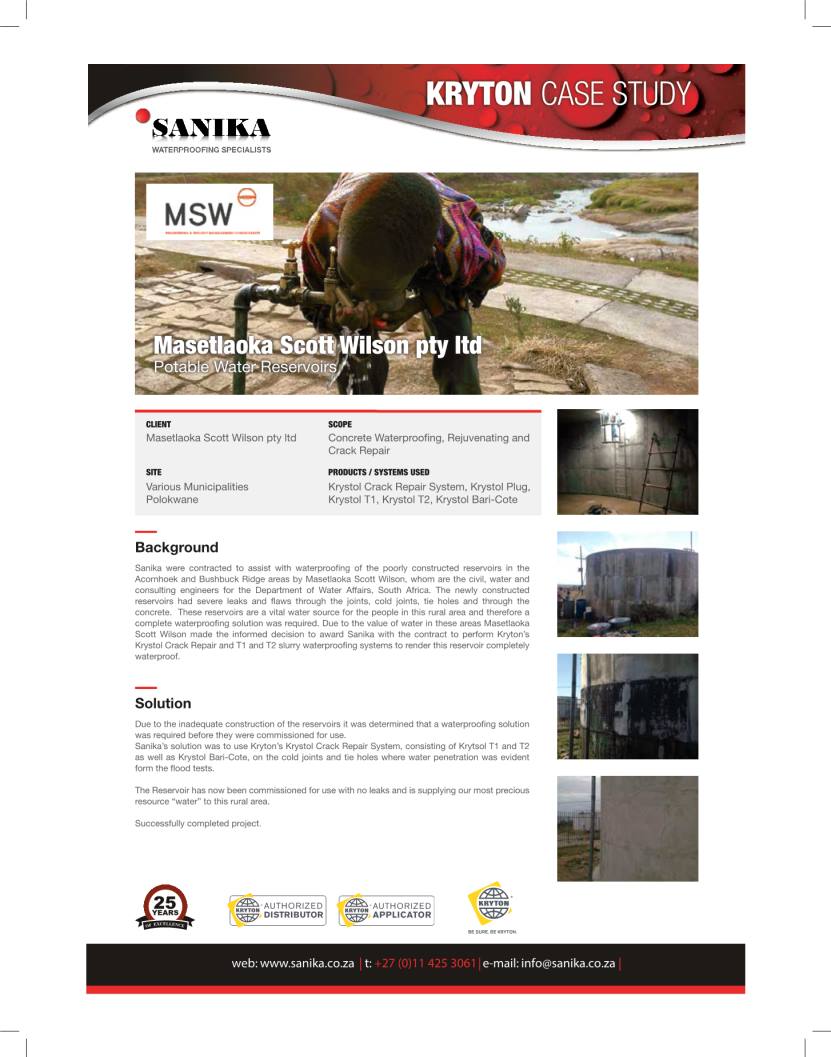 KRYTON CASE STUDY
SANIKA
WATERPROOFING SPECIALISTS
MSW
Masetlaoka Scott Wilson pty ltd
Potable Water Reservoirs
CLIENT
Masetlaoka Scott Wilson pty ltd
SITE
Various Municipalities
Polokwane
SCOPE
Concrete Waterproofing, Rejuvenating and
Crack Repair
PRODUCTS / SYSTEMS USED
Krystol Crack Repair System, Krystol Plug,
Krystol T1, Krystol T2, Krystol Bari-Cote
Background
Sanika were contracted to assist with waterproofing of the poorly constructed reservoirs in the
Acornhoek and Bushbuck Ridge areas by Masetlaoka Scott Wilson, whom are the civil, water and
consulting engineers for the Department of Water Affairs, South Africa. The newly constructed
reservoirs had severe leaks and flaws through the joints, cold joints, tie holes and through the
concrete. These reservoirs are a vital water source for the people in this rural area and therefore a
complete waterproofing solution was required. Due to the value of water in these areas Masetlaoka
Scott Wilson made the informed decision to award Sanika with the contract to perform Kryton's
Krystol Crack Repair and T1 and T2 slurry waterproofing systems to render this reservoir completely
waterproof.
Solution
Due to the inadequate construction of the reservoirs it was determined that a waterproofing solution
was required before they were commissioned for use.
Sanika's solution was to use Kryton's Krystol Crack Repair System, consisting of Krytsol T1 and T2
as well as Krystol Bari-Cote, on the cold joints and tie holes where water penetration was evident
form the flood tests.
The Reservoir has now been commissioned for use with no leaks and is supplying our most precious
resource "water" to this rural area.
Successfully completed project.
25
YEARS
OF EXCELLENCE
KRYTON
AUTHORIZED
DISTRIBUTOR
KRYTON
AUTHORIZED
APPLICATOR
KRYTON
BE SURE. BE KRYTON.
web: www.sanika.co.za | t: +27 (0)11 425 3061 | e-mail: info@sanika.co.za |